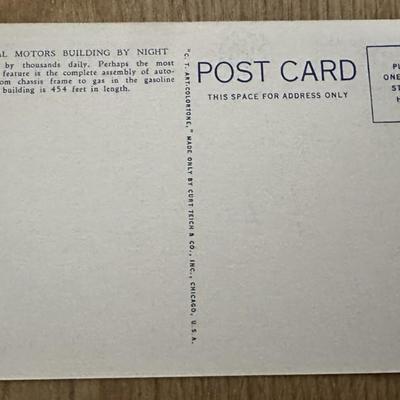 AL MOTORS BUILDING BY NIGHT
by thousands daily. Perhaps the most
feature is the complete assembly of auto-
om chassis frame to gas in the gasoline
building is 454 feet in length.
"C. T. ART-COLORTONE," MADE ONLY BY CURT TEICH & CO., INC., CHICAGO, U.S.A.
POST CARD
THIS SPACE FOR ADDRESS ONLY
PL
ONE
ST
H